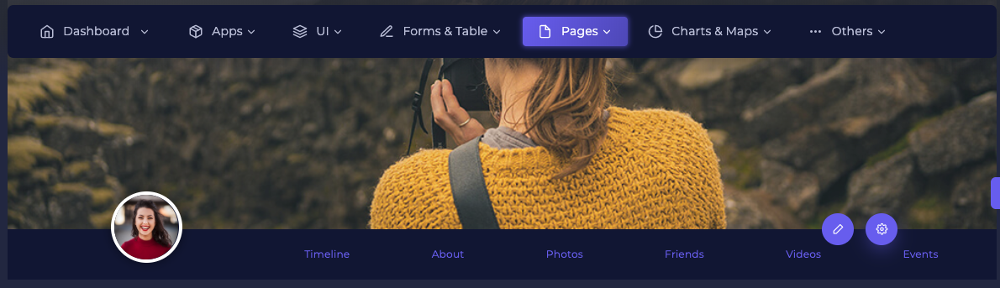 Dashboard Apps UI Forms & Table Pages Charts & Maps Others
Timeline About Photos Friends Videos Events